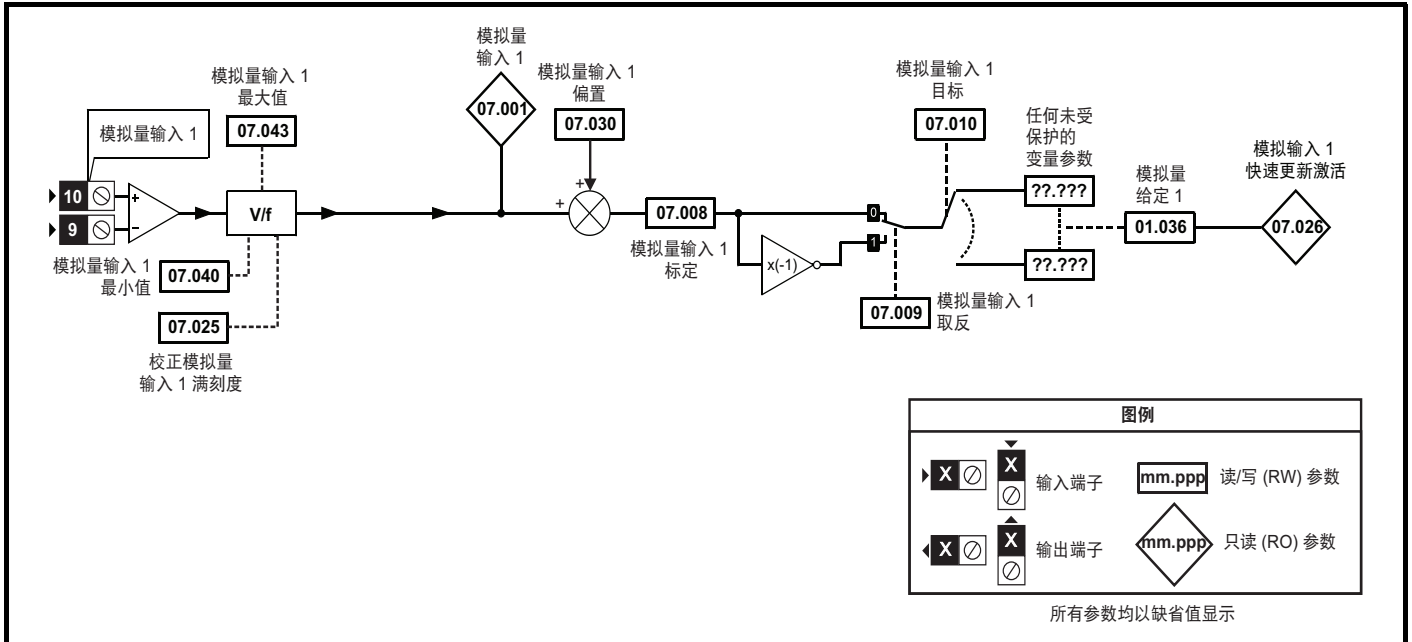 模拟量输入 1
最大值
07.043
模拟量输入 1
10
9
+
−
V/f
模拟量输入 1
最小值
07.040
07.025
校正模拟量
输入 1 满刻度
模拟量
输入 1
07.001
模拟量输入 1
偏置
07.030
+
+
07.008
模拟量输入 1
标定
x(-1)
0
1
07.009
模拟量输入 1
取反
模拟量输入 1
目标
07.010
任何未受
保护的
变量参数
??.???
??.???
模拟量
给定 1
01.036
模拟输入 1
快速更新激活
07.026
图例
X
X
输入端子
mm.ppp
读/写 (RW) 参数
X
X
输出端子
mm.ppp
只读 (RO) 参数
所有参数均以缺省值显示